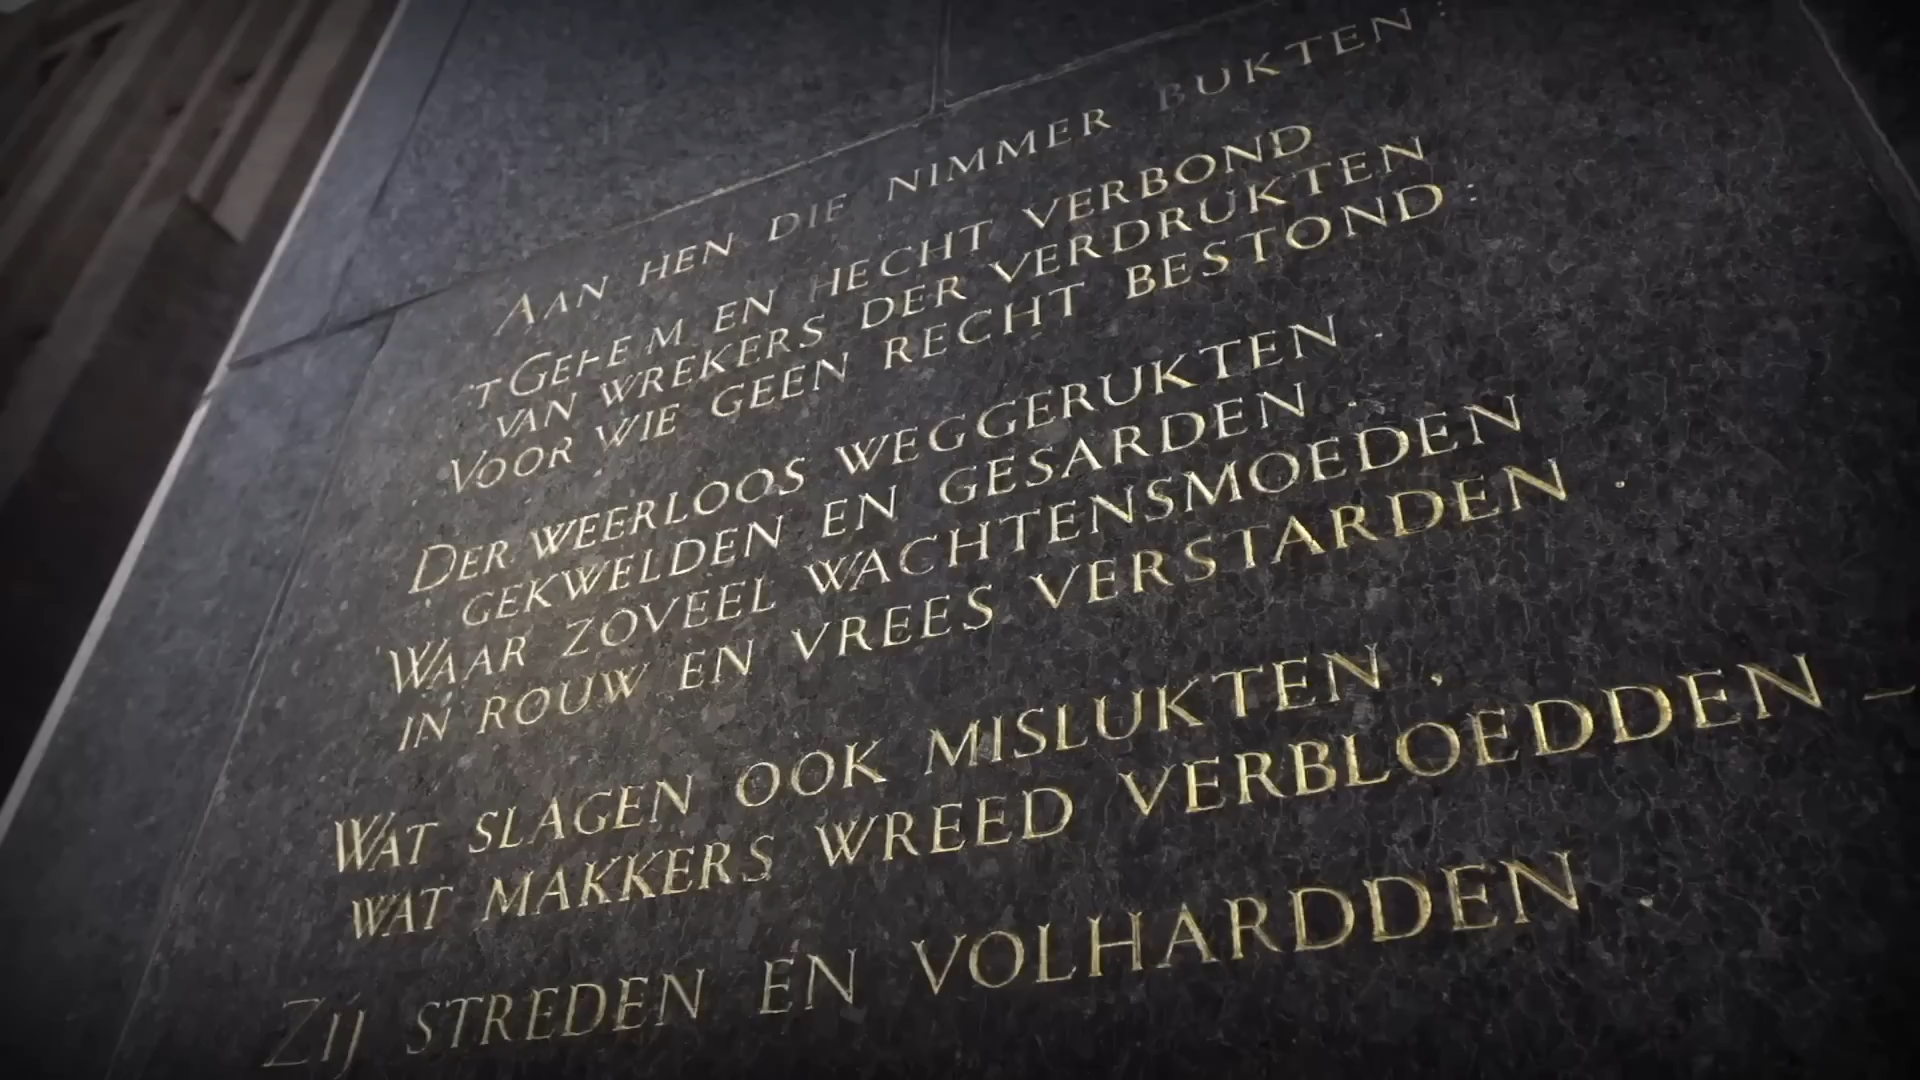 AAN HEN DIE NIMMER BUKTEN:
'T GEHEIM EN HECHT VERBOND
VAN WREKERS DER VERDRUKTEN
VOOR WIE GEEN RECHT BESTOND:
DER WEERLOOS WEGGERUKTEN.
GEKWELDEN EN GESARDEN.
WAAR ZOVEEL WACHTENSMOEDEN
IN ROUW EN VREES VERSTARDEN.
WAT SLAGEN OOK MISLUKTEN.
WAT MAKKERS WREED VERBLOEDDEN –
ZIJ STREDEN EN VOLHARDDEN.